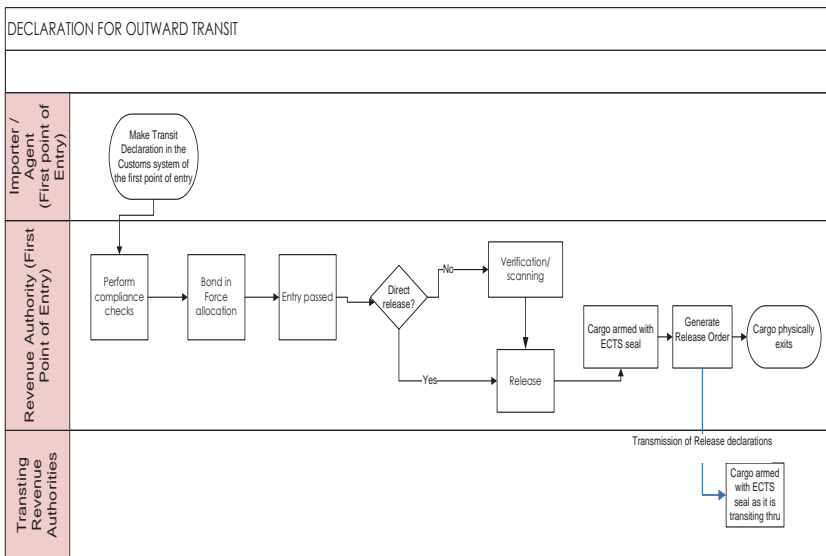 DECLARATION FOR OUTWARD TRANSIT
Importer /
Agent
(First point of
Entry)
Make Transit
Declaration in the
Customs system of
the first point of entry
Revenue Authority (First
Point of Entry)
Perform
compliance
checks
Bond in
Force
allocation
Entry passed
Direct
release?
No
Yes
Verification/
scanning
Release
Cargo armed with
ECTS seal
Generate
Release Order
Cargo physically
exits
Transting
Revenue
Authorities
Transmission of Release declarations
Cargo armed
with ECTS
seal as it is
transiting thru